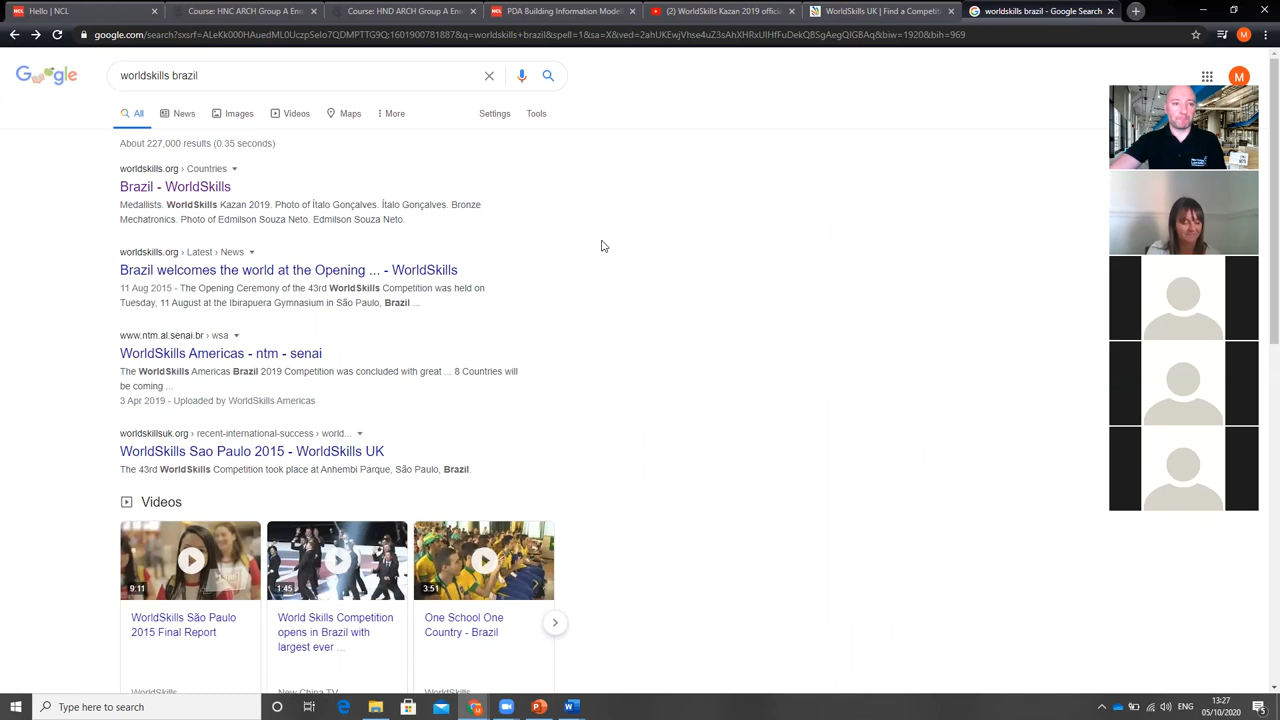 Hello | NCL
Course: HNC ARCH Group A Enro
Course: HND ARCH Group A Enro
PDA Building Information Model
(2) WorldSkills Kazan 2019 offici
WorldSkills UK | Find a Competit
worldskills brazil - Google Search
google.com/search?sxsrf=
&q=worldskills+brazil&spell=1&sa=X&
&biw=1920&bih=969
M
Google
worldskills brazil
M
All
News
Images
Videos
Maps
More
Settings
Tools
About 227,000 results (0.35 seconds)
worldskills.org › Countries
Brazil - WorldSkills
Medallists. WorldSkills Kazan 2019. Photo of Ítalo Gonçalves. Ítalo Gonçalves. Bronze
Mechatronics. Photo of Edmilson Souza Neto. Edmilson Souza Neto.
worldskills.org › Latest › News
Brazil welcomes the world at the Opening ... - WorldSkills
11 Aug 2015 - The Opening Ceremony of the 43rd WorldSkills Competition was held on
Tuesday, 11 August at the Ibirapuera Gymnasium in São Paulo, Brazil ...
www.ntm.al.senai.br › wsa
WorldSkills Americas - ntm - senai
The WorldSkills Americas Brazil 2019 Competition was concluded with great ... 8 Countries will
be coming ...
3 Apr 2019 - Uploaded by WorldSkills Americas
worldskillsuk.org › recent-international-success › world...
WorldSkills Sao Paulo 2015 - WorldSkills UK
The 43rd WorldSkills Competition took place at Anhembi Parque, São Paulo, Brazil.
Videos
9:11
1:45
3:51
WorldSkills São Paulo
2015 Final Report
World Skills Competition
opens in Brazil with
largest ever ...
One School One
Country - Brazil
WorldSkills
New China TV
WorldSkills
Type here to search
ENG
13:27
05/10/2020